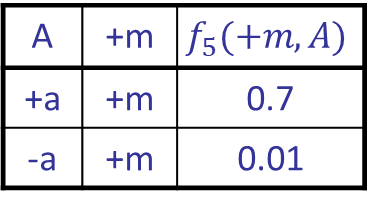 A +m f₅(+m, A)
+a +m 0.7
-a +m 0.01